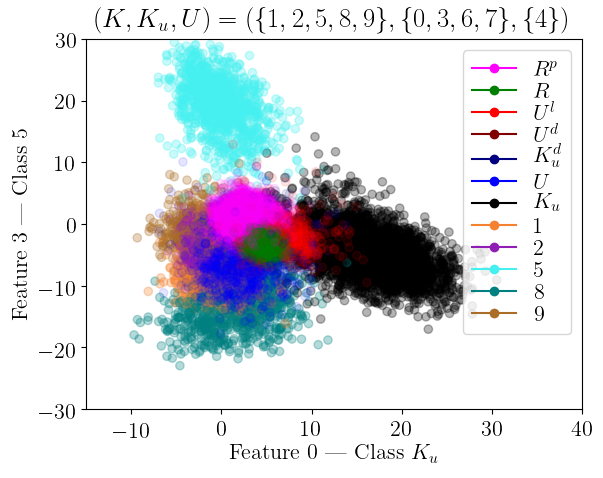 (K, K_u, U) = ({1, 2, 5, 8, 9}, {0, 3, 6, 7}, {4})
30
20
10
0
−10
−20
−30
Feature 3 — Class 5
−10 0 10 20 30 40
Feature 0 — Class K_u
R^p
R
U^l
U^d
K_u^d
U
K_u
1
2
5
8
9